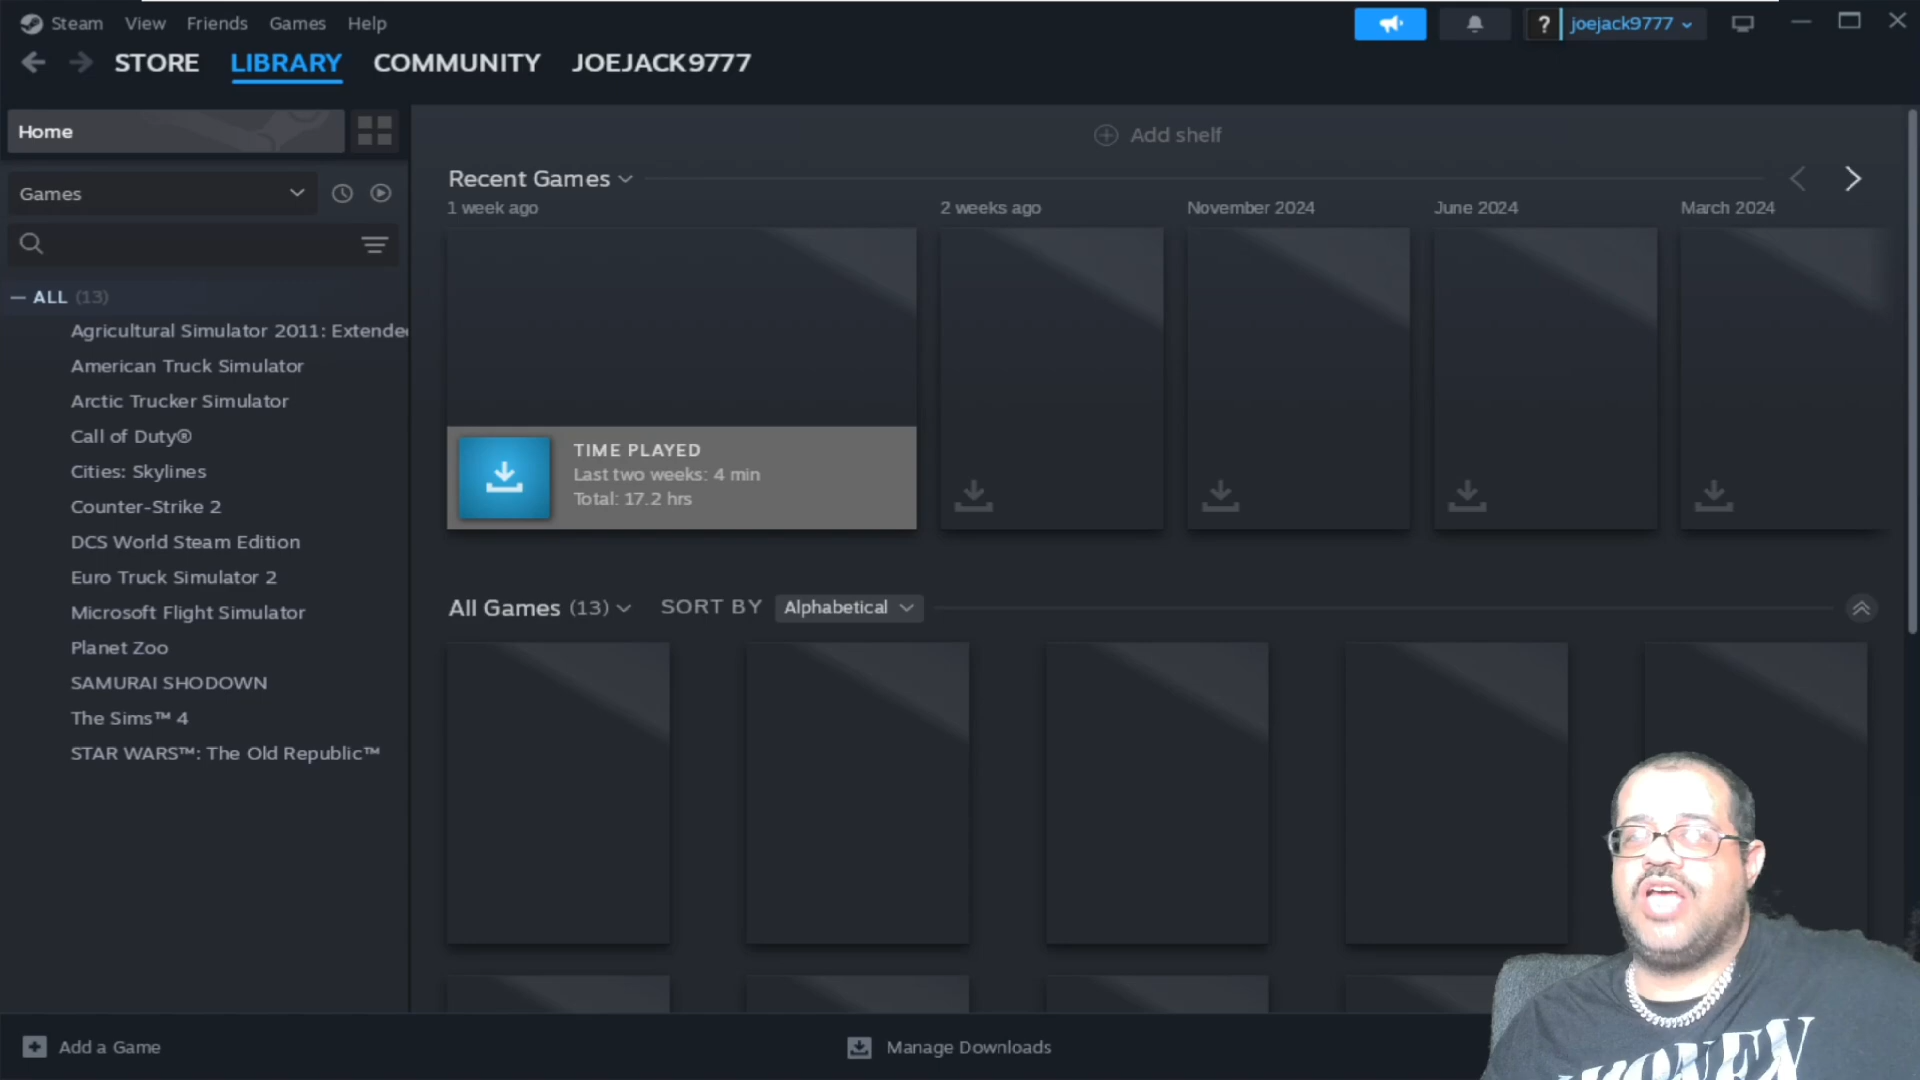 Steam View Friends Games Help
? joejack9777
STORE LIBRARY COMMUNITY JOEJACK9777
Home
Add shelf
Games
Recent Games
1 week ago
2 weeks ago
November 2024
June 2024
March 2024
ALL (13)
Agricultural Simulator 2011: Extended
American Truck Simulator
Arctic Trucker Simulator
Call of Duty®
Cities: Skylines
Counter-Strike 2
DCS World Steam Edition
Euro Truck Simulator 2
Microsoft Flight Simulator
Planet Zoo
SAMURAI SHODOWN
The Sims™ 4
STAR WARS™: The Old Republic™
TIME PLAYED
Last two weeks: 4 min
Total: 17.2 hrs
All Games (13)
SORT BY Alphabetical
Add a Game
Manage Downloads